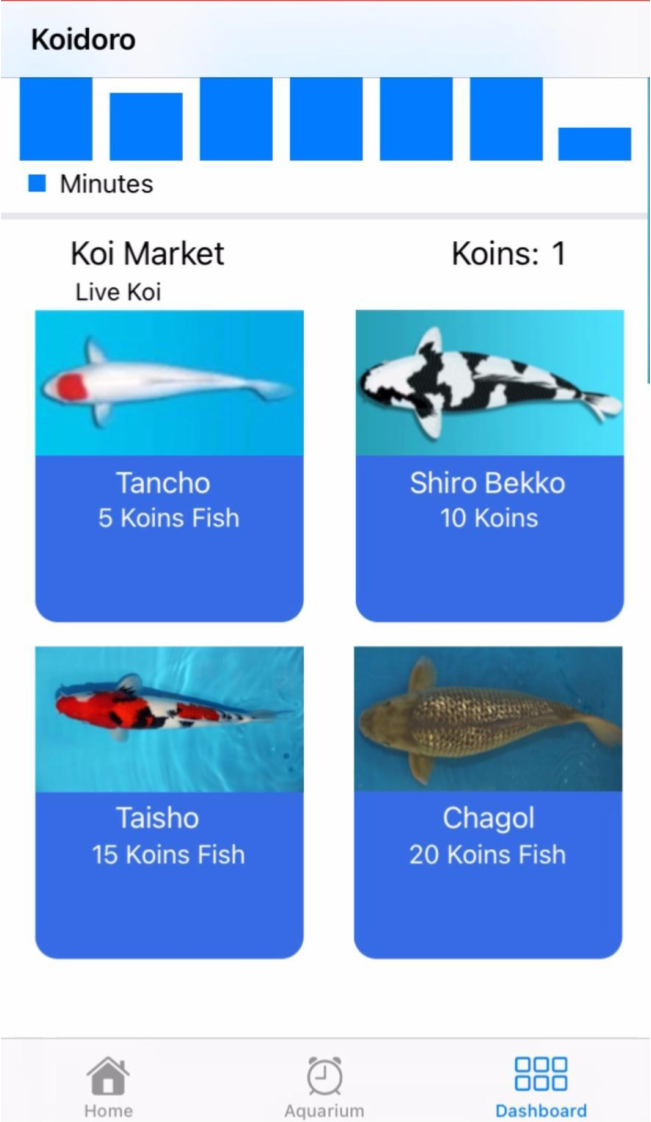 Koidoro
Minutes
Koi Market
Koins: 1
Live Koi
Tancho
5 Koins Fish
Shiro Bekko
10 Koins
Taisho
15 Koins Fish
Chagol
20 Koins Fish
Home
Aquarium
Dashboard